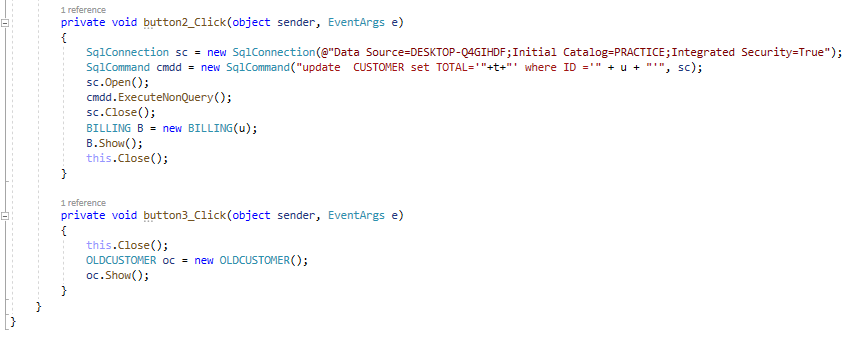 1 reference
private void button2_Click(object sender, EventArgs e)
{
SqlConnection sc = new SqlConnection(@"Data Source=DESKTOP-Q4GIHDF;Initial Catalog=PRACTICE;Integrated Security=True");
SqlCommand cmdd = new SqlCommand("update  CUSTOMER set TOTAL='"+t+"' where ID ='" + u + "'", sc);
sc.Open();
cmdd.ExecuteNonQuery();
sc.Close();
BILLING B = new BILLING(u);
B.Show();
this.Close();
}
1 reference
private void button3_Click(object sender, EventArgs e)
{
this.Close();
OLDCUSTOMER oc = new OLDCUSTOMER();
oc.Show();
}
}
}